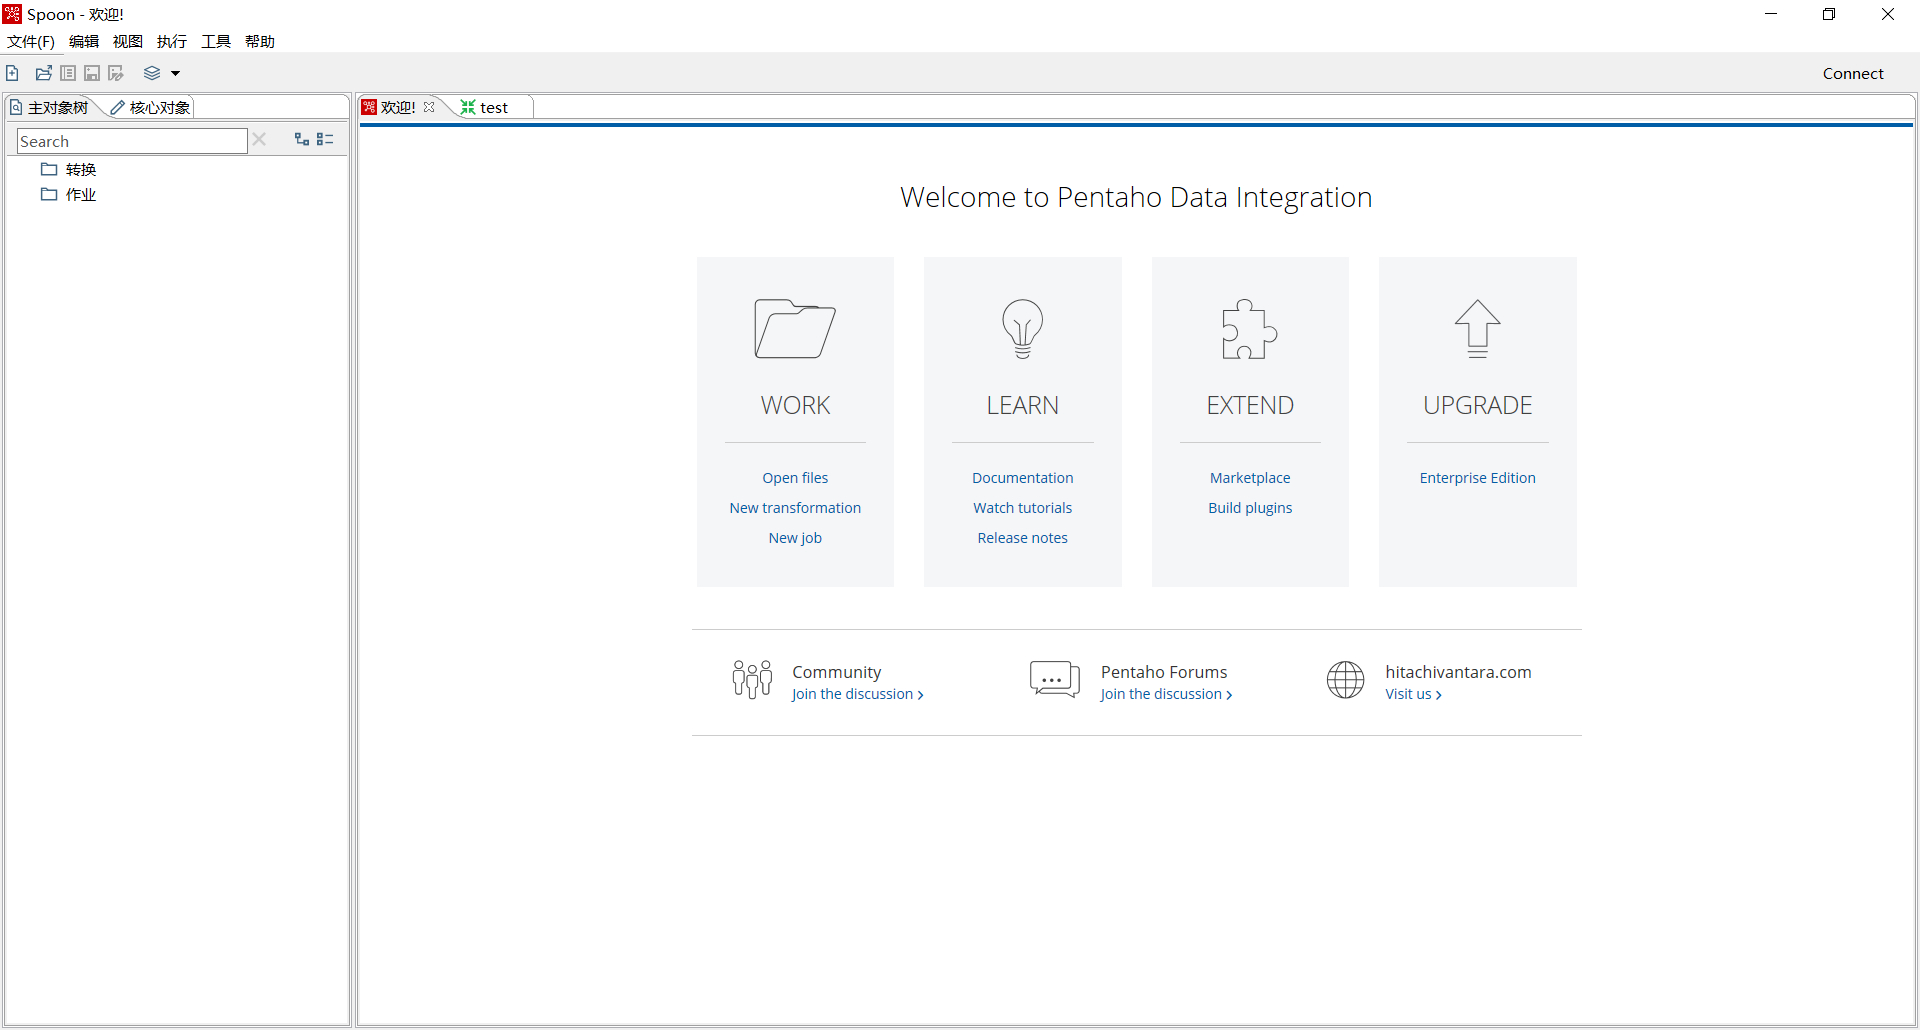 Spoon - 欢迎!
文件(F) 编辑 视图 执行 工具 帮助
Connect
主对象树 核心对象
欢迎! test
Search
转换
作业
Welcome to Pentaho Data Integration
WORK
Open files
New transformation
New job
LEARN
Documentation
Watch tutorials
Release notes
EXTEND
Marketplace
Build plugins
UPGRADE
Enterprise Edition
Community
Join the discussion ›
Pentaho Forums
Join the discussion ›
hitachivantara.com
Visit us ›